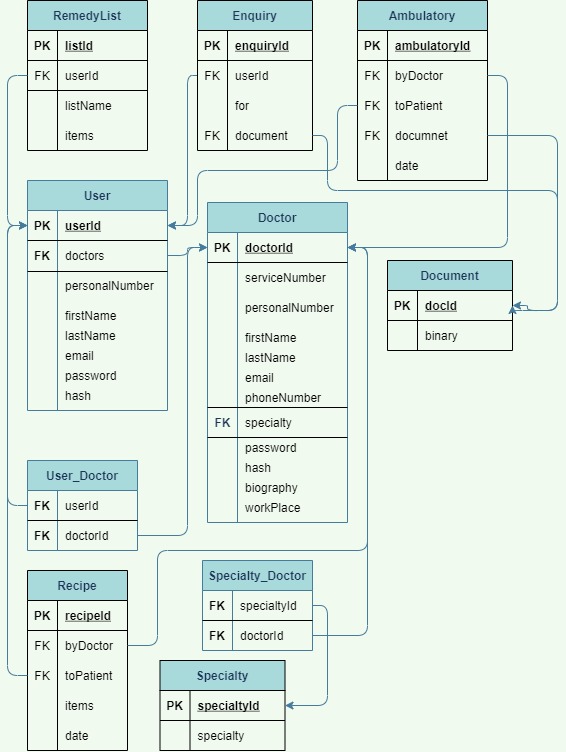 RemedyList
PK listId
FK userId
listName
items
Enquiry
PK enquiryId
FK userId
for
FK document
Ambulatory
PK ambulatoryId
FK byDoctor
FK toPatient
FK documnet
date
User
PK userId
FK doctors
personalNumber
firstName
lastName
email
password
hash
Doctor
PK doctorId
serviceNumber
personalNumber
firstName
lastName
email
phoneNumber
FK specialty
password
hash
biography
workPlace
Document
PK docId
binary
User_Doctor
FK userId
FK doctorId
Specialty_Doctor
FK specialtyId
FK doctorId
Recipe
PK recipeId
FK byDoctor
FK toPatient
items
date
Specialty
PK specialtyId
specialty